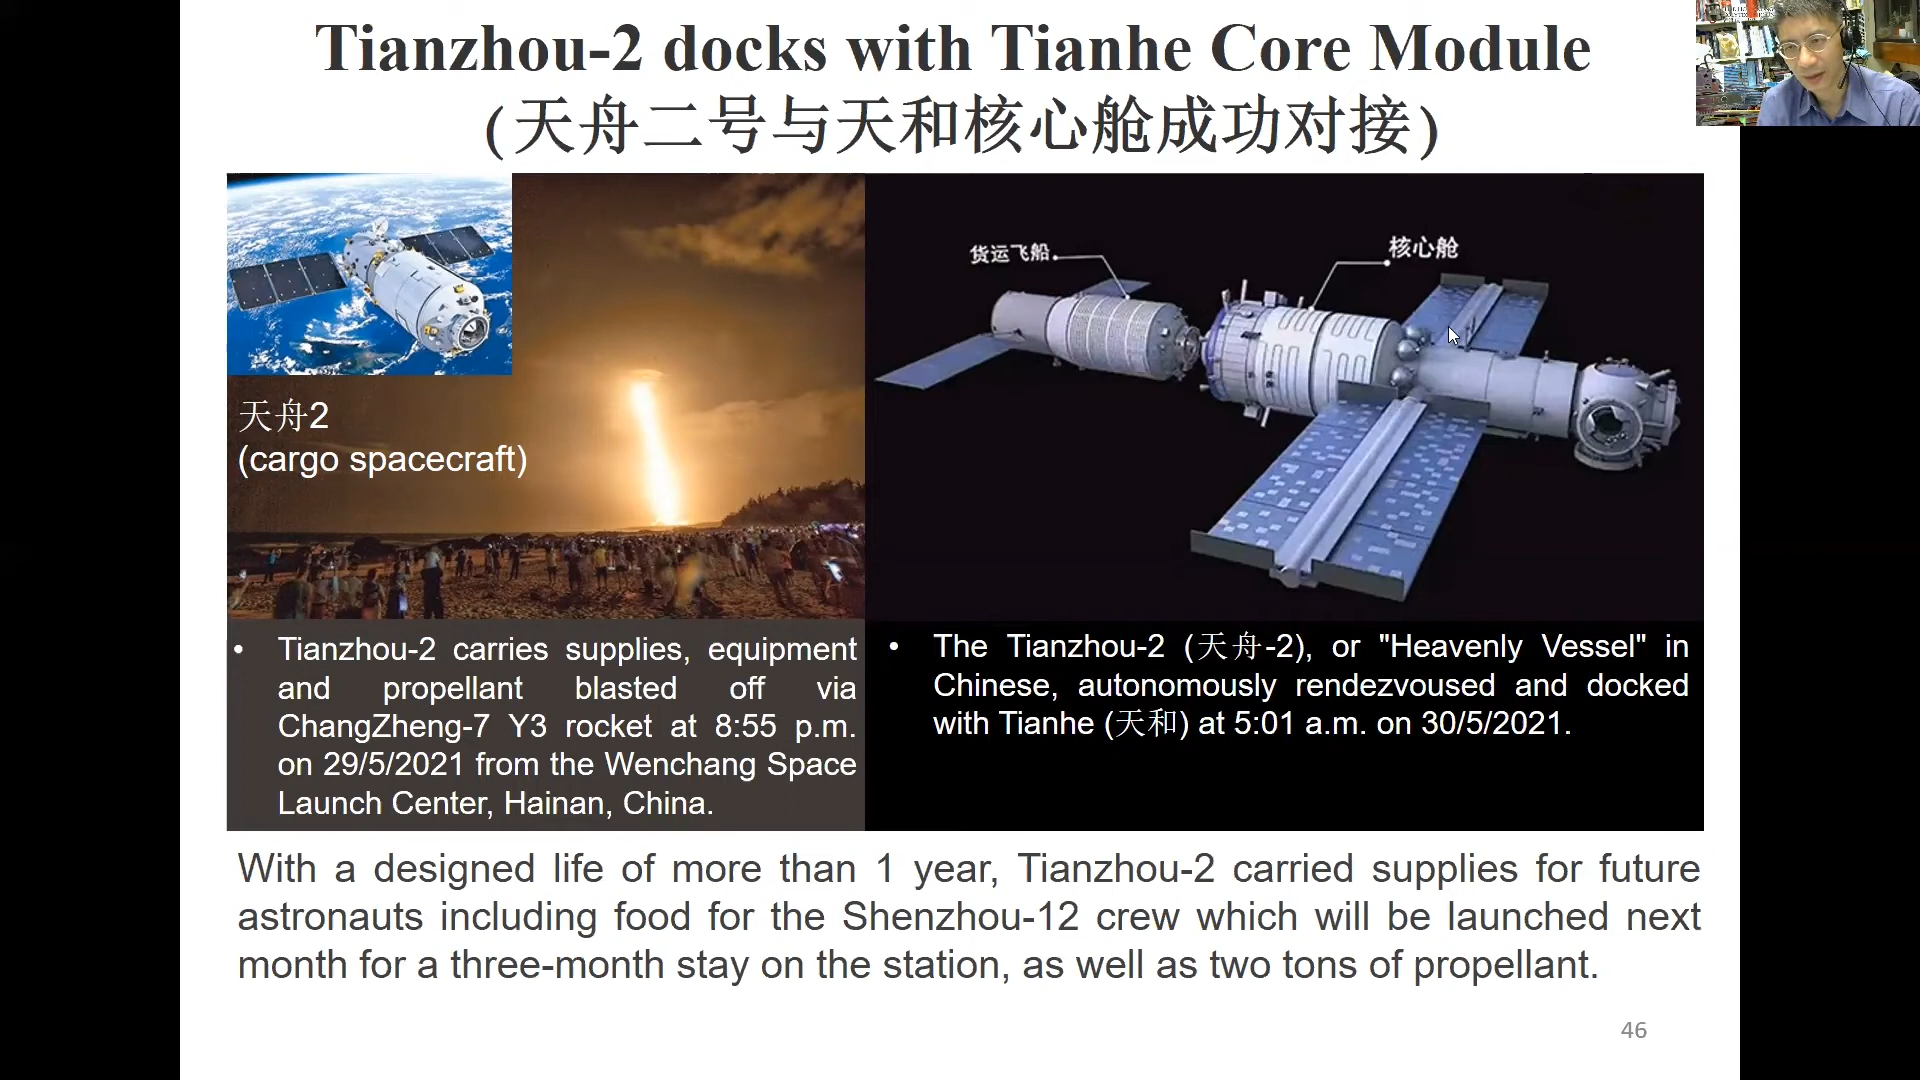 Tianzhou-2 docks with Tianhe Core Module
(天舟二号与天和核心舱成功对接)
天舟2
(cargo spacecraft)
货运飞船
核心舱
• Tianzhou-2 carries supplies, equipment
and propellant blasted off via
ChangZheng-7 Y3 rocket at 8:55 p.m.
on 29/5/2021 from the Wenchang Space
Launch Center, Hainan, China.
• The Tianzhou-2 (天舟-2), or "Heavenly Vessel" in
Chinese, autonomously rendezvoused and docked
with Tianhe (天和) at 5:01 a.m. on 30/5/2021.
With a designed life of more than 1 year, Tianzhou-2 carried supplies for future
astronauts including food for the Shenzhou-12 crew which will be launched next
month for a three-month stay on the station, as well as two tons of propellant.
46